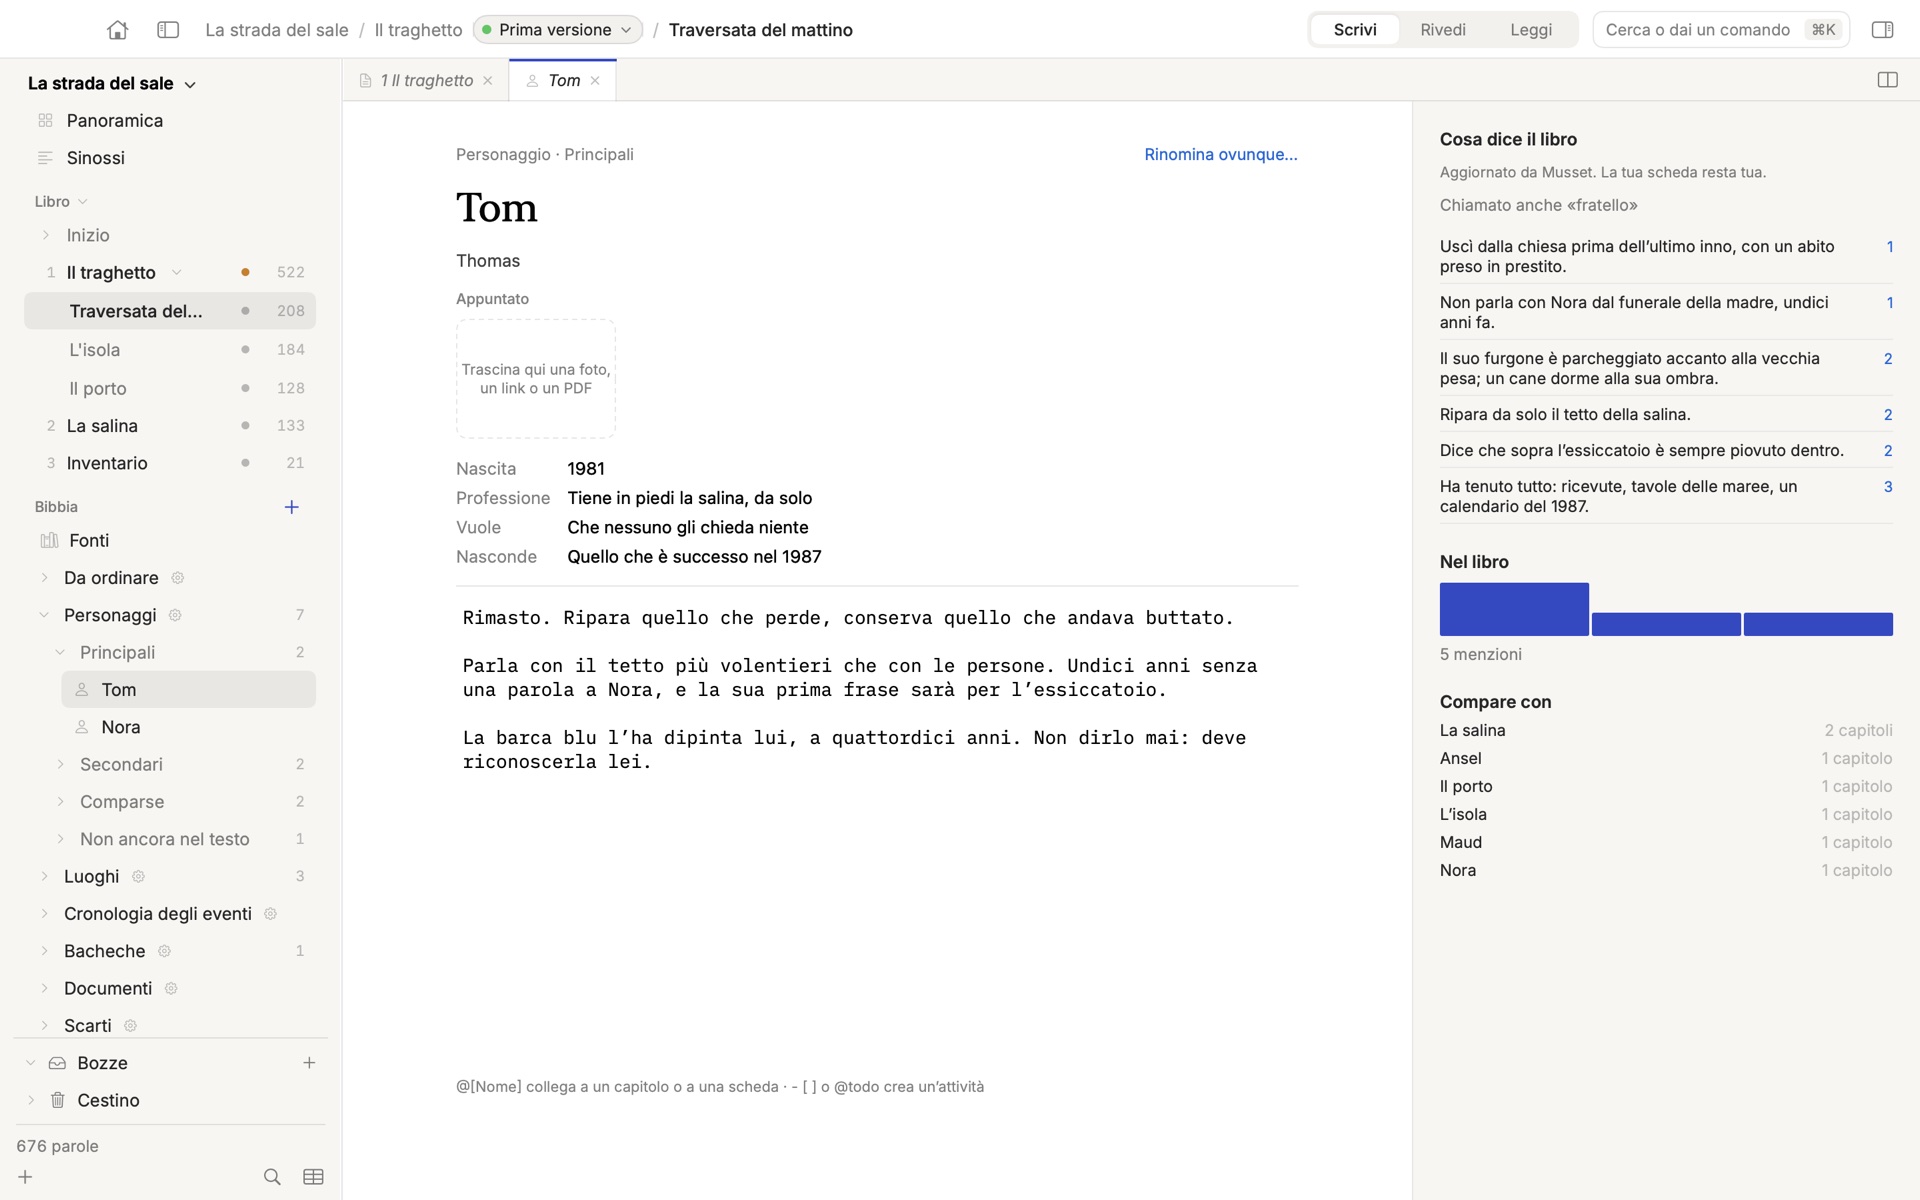 La strada del sale / Il traghetto Prima versione / Traversata del mattino
Scrivi Rivedi Leggi
Cerca o dai un comando ⌘K
La strada del sale
Panoramica
Sinossi
Libro
Inizio
1 Il traghetto 522
Traversata del... 208
L'isola 184
Il porto 128
2 La salina 133
3 Inventario 21
Bibbia +
Fonti
Da ordinare
Personaggi 7
Principali 2
Tom
Nora
Secondari 2
Comparse 2
Non ancora nel testo 1
Luoghi 3
Cronologia degli eventi
Bacheche 1
Documenti
Scarti
Bozze +
Cestino
676 parole
+
1 Il traghetto ×
Tom ×
Personaggio · Principali
Rinomina ovunque...
Tom
Thomas
Appuntato
Trascina qui una foto,
un link o un PDF
Nascita 1981
Professione Tiene in piedi la salina, da solo
Vuole Che nessuno gli chieda niente
Nasconde Quello che è successo nel 1987
Rimasto. Ripara quello che perde, conserva quello che andava buttato.
Parla con il tetto più volentieri che con le persone. Undici anni senza
una parola a Nora, e la sua prima frase sarà per l’essiccatoio.
La barca blu l’ha dipinta lui, a quattordici anni. Non dirlo mai: deve
riconoscerla lei.
@[Nome] collega a un capitolo o a una scheda · - [ ] o @todo crea un’attività
Cosa dice il libro
Aggiornato da Musset. La tua scheda resta tua.
Chiamato anche «fratello»
Uscì dalla chiesa prima dell’ultimo inno, con un abito 1
preso in prestito.
Non parla con Nora dal funerale della madre, undici 1
anni fa.
Il suo furgone è parcheggiato accanto alla vecchia 2
pesa; un cane dorme alla sua ombra.
Ripara da solo il tetto della salina. 2
Dice che sopra l’essiccatoio è sempre piovuto dentro. 2
Ha tenuto tutto: ricevute, tavole delle maree, un 3
calendario del 1987.
Nel libro
5 menzioni
Compare con
La salina 2 capitoli
Ansel 1 capitolo
Il porto 1 capitolo
L’isola 1 capitolo
Maud 1 capitolo
Nora 1 capitolo